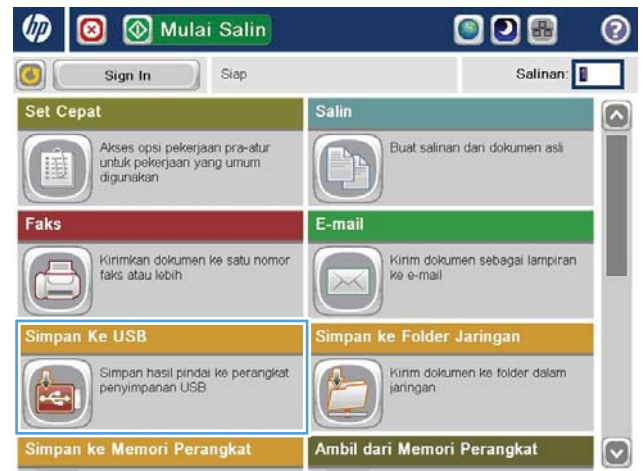 hp Mulai Salin ?
Sign In Siap Salinan:
Set Cepat
Akses opsi pekerjaan pra-atur
untuk pekerjaan yang umum
digunakan
Salin
Buat salinan dari dokumen asli
Faks
Kirimkan dokumen ke satu nomor
faks atau lebih
E-mail
Kirim dokumen sebagai lampiran
ke e-mail
Simpan Ke USB
Simpan hasil pindai ke perangkat
penyimpanan USB
Simpan ke Folder Jaringan
Kirim dokumen ke folder dalam
jaringan
Simpan ke Memori Perangkat
Ambil dari Memori Perangkat